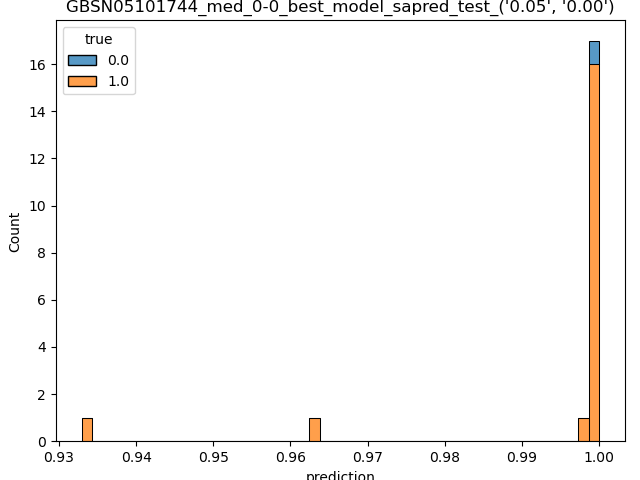 GBSN05101744_med_0-0_best_model_sapred_test_('0.05', '0.00')
true
0.0
1.0
16
14
12
10
8
6
4
2
0
Count
0.93 0.94 0.95 0.96 0.97 0.98 0.99 1.00
prediction